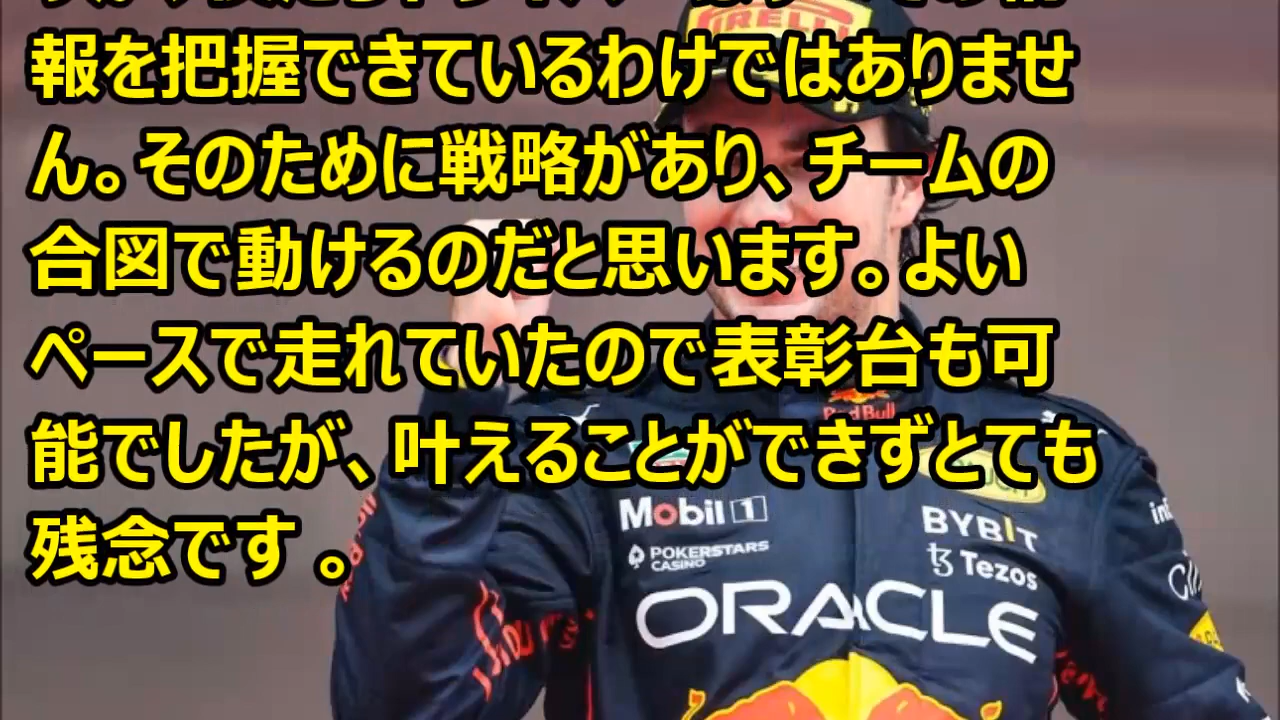 報を把握できているわけではありませ
ん。そのために戦略があり、チームの
合図で動けるのだと思います。よい
ペースで走れていたので表彰台も可
能でしたが、叶えることができずとても
残念です。
PIRELLI
Red Bull
Mobil 1
POKERSTARS
CASINO
BYBIT
Tezos
ORACLE